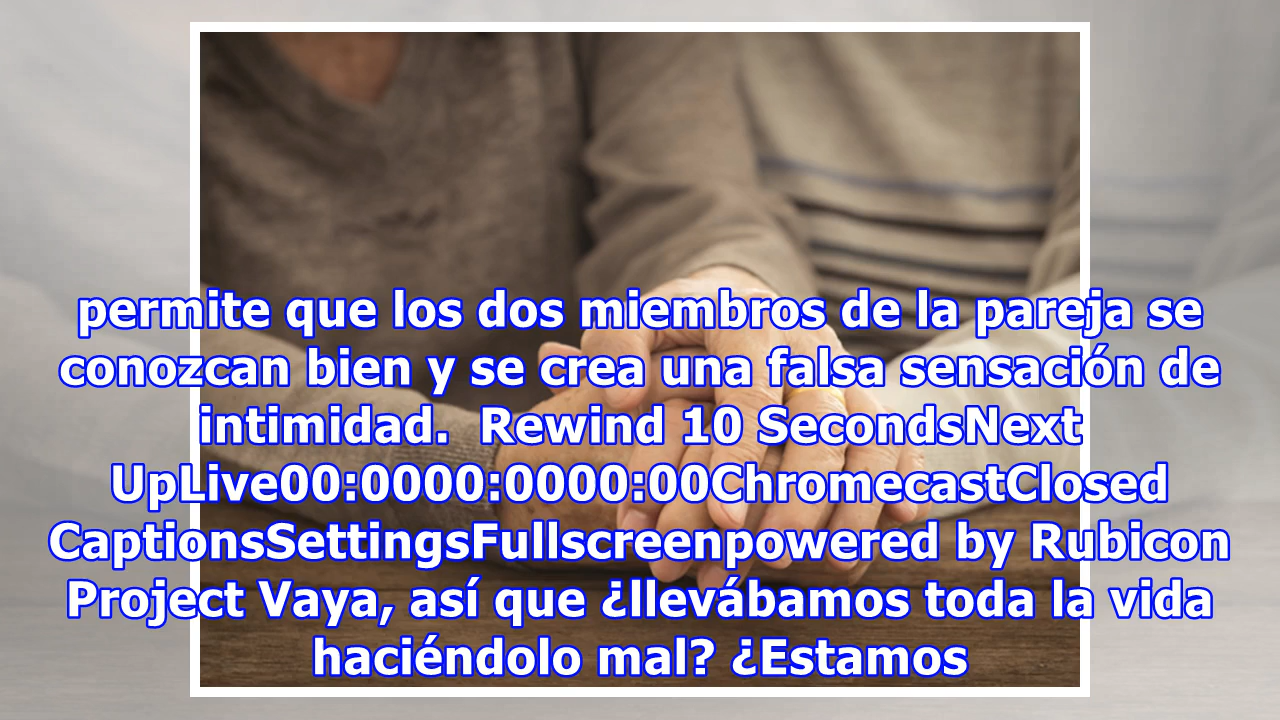 permite que los dos miembros de la pareja se
conozcan bien y se crea una falsa sensación de
intimidad.  Rewind 10 SecondsNext
UpLive00:0000:0000:00ChromecastClosed
CaptionsSettingsFullscreenpowered by Rubicon
Project Vaya, así que ¿llevábamos toda la vida
haciéndolo mal? ¿Estamos